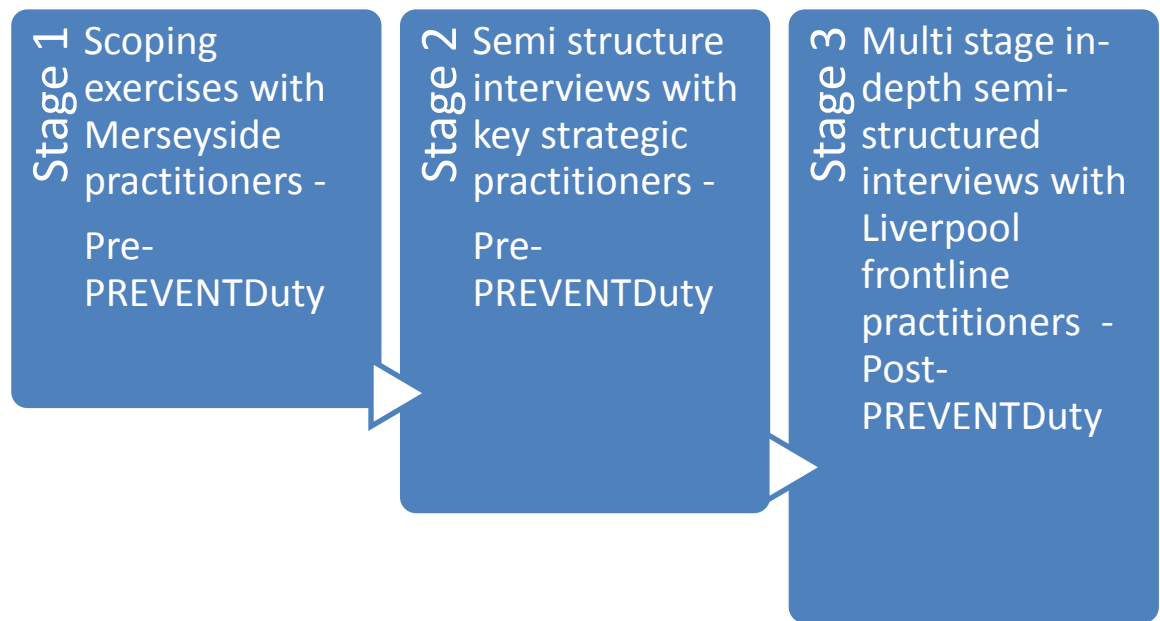 Stage 1
Scoping
exercises with
Merseyside
practitioners -
Pre-
PREVENTDuty
Stage 2
Semi structure
interviews with
key strategic
practitioners -
Pre-
PREVENTDuty
Stage 3
Multi stage in-
depth semi-
structured
interviews with
Liverpool
frontline
practitioners -
Post-
PREVENTDuty